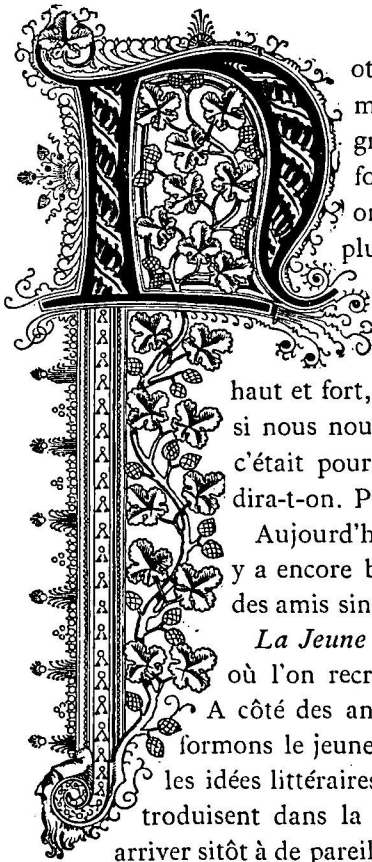 Not
m
gr
fo
plu
haut et fort,
si nous nou
c'était pour
dira-t-on. P
Aujourd'h
y a encore b
des amis sin
La Jeune
où l'on recr
A côté des an
formons le jeune
les idées littéraires
troduisent dans la
arriver sitôt à de pareil